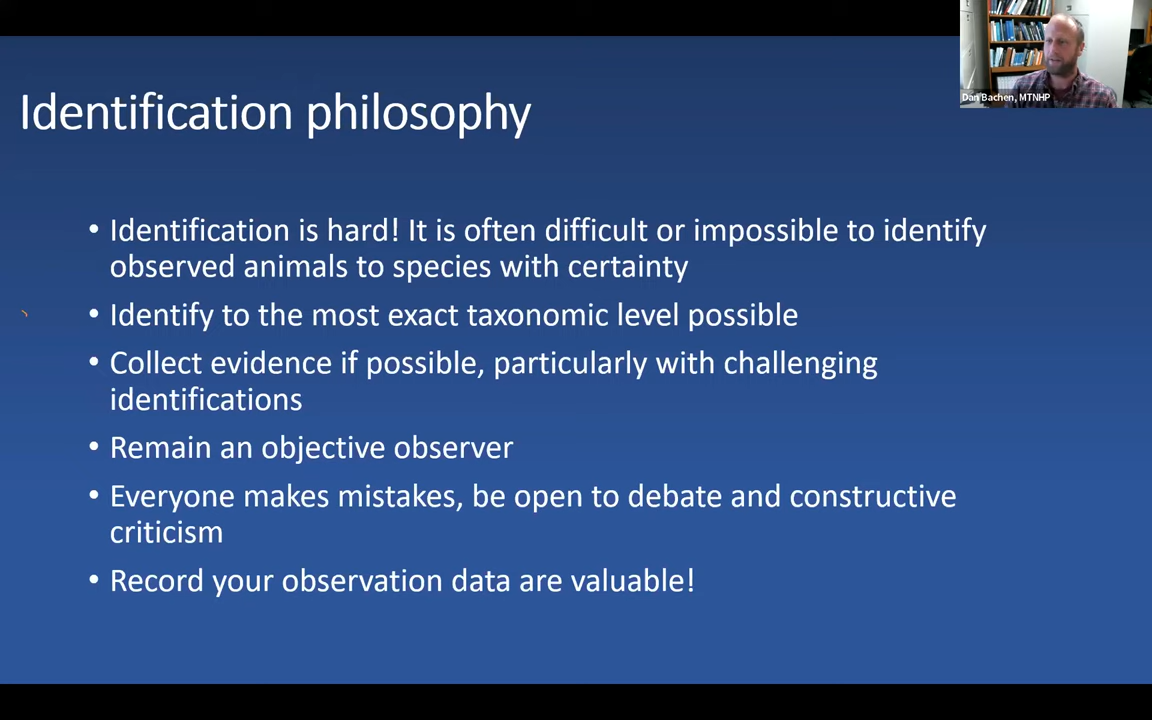 Dan Bachen, MTNHP
Identification philosophy
• Identification is hard! It is often difficult or impossible to identify
observed animals to species with certainty
• Identify to the most exact taxonomic level possible
• Collect evidence if possible, particularly with challenging
identifications
• Remain an objective observer
• Everyone makes mistakes, be open to debate and constructive
criticism
• Record your observation data are valuable!